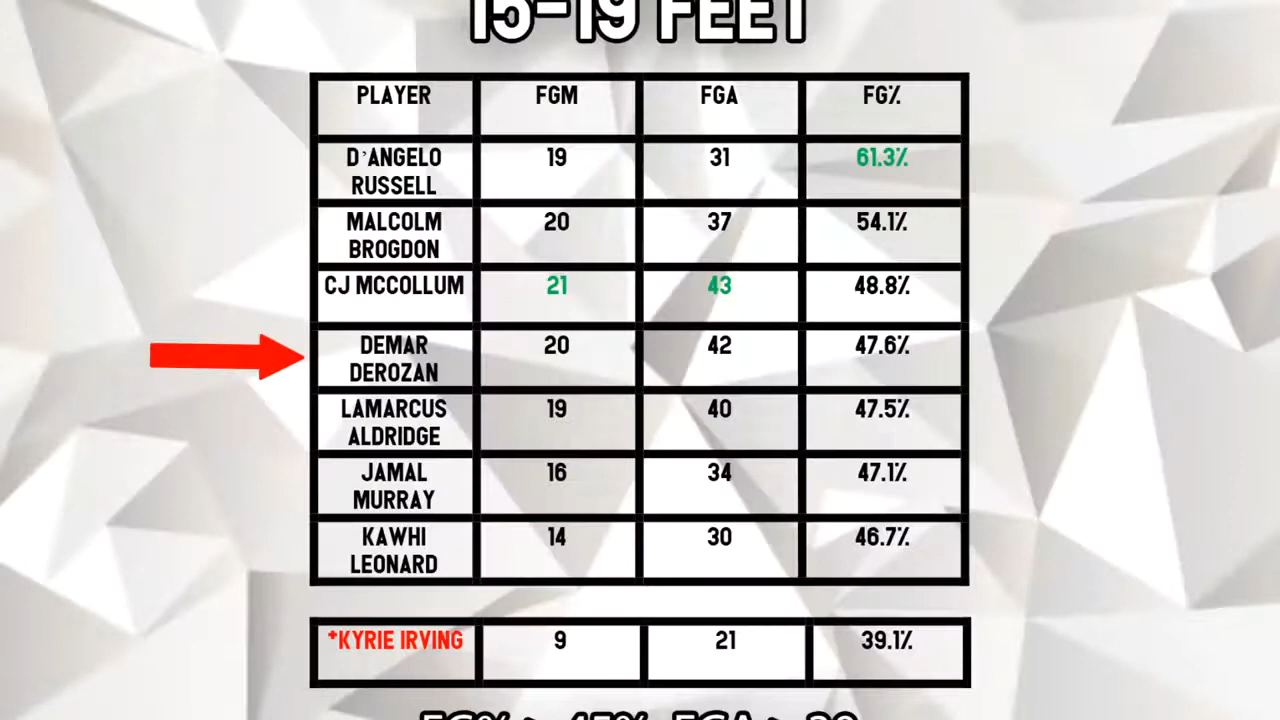 15-19 FEET
PLAYER FGM FGA FG%
D'ANGELO RUSSELL 19 31 61.3%
MALCOLM BROGDON 20 37 54.1%
CJ MCCOLLUM 21 43 48.8%
DEMAR DEROZAN 20 42 47.6%
LAMARCUS ALDRIDGE 19 40 47.5%
JAMAL MURRAY 16 34 47.1%
KAWHI LEONARD 14 30 46.7%
*KYRIE IRVING 9 21 39.1%